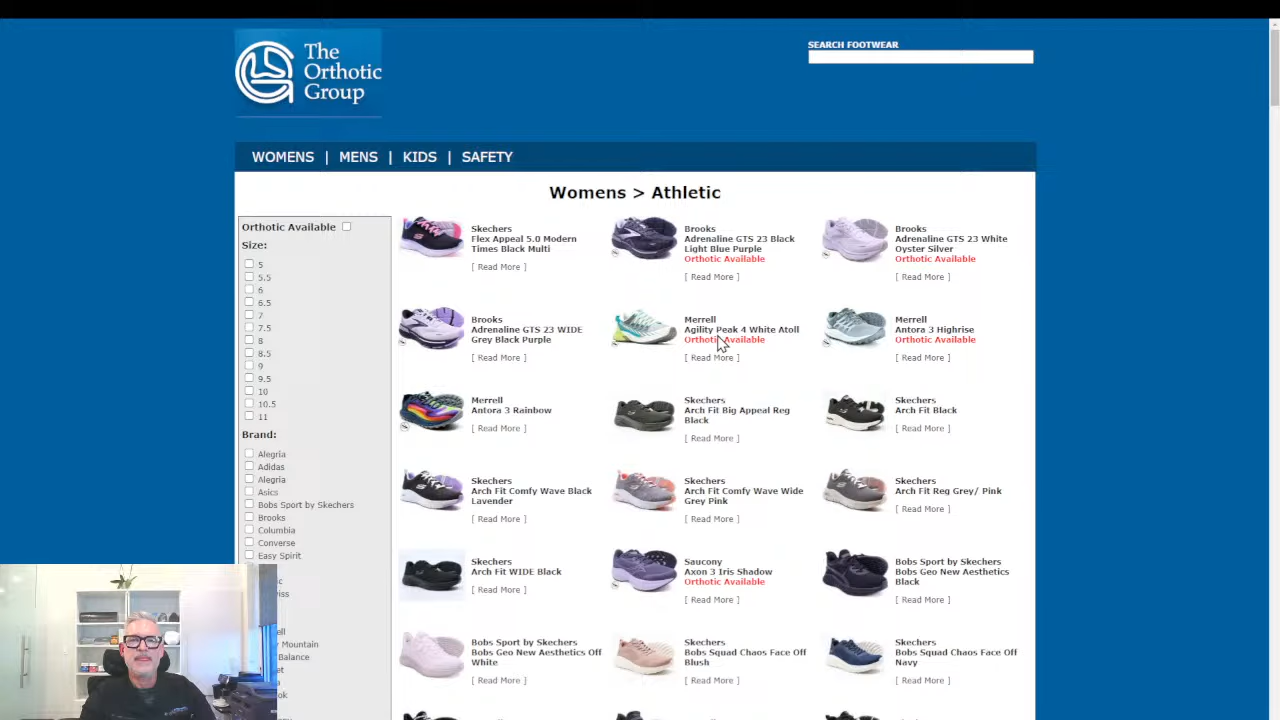 The
Orthotic
Group
SEARCH FOOTWEAR
WOMENS | MENS | KIDS | SAFETY
Womens > Athletic
Orthotic Available
Size:
5
5.5
6
6.5
7
7.5
8
8.5
9
9.5
10
10.5
11
Brand:
Alegria
Adidas
Alegria
Asics
Bobs Sport by Skechers
Brooks
Columbia
Converse
Easy Spirit
Mountain
Balance
Skechers
Flex Appeal 5.0 Modern
Times Black Multi
[ Read More ]
Brooks
Adrenaline GTS 23 Black
Light Blue Purple
Orthotic Available
[ Read More ]
Brooks
Adrenaline GTS 23 White
Oyster Silver
Orthotic Available
[ Read More ]
Brooks
Adrenaline GTS 23 WIDE
Grey Black Purple
[ Read More ]
Merrell
Agility Peak 4 White Atoll
Orthotic Available
[ Read More ]
Merrell
Antora 3 Highrise
Orthotic Available
[ Read More ]
Merrell
Antora 3 Rainbow
[ Read More ]
Skechers
Arch Fit Big Appeal Reg
Black
[ Read More ]
Skechers
Arch Fit Black
[ Read More ]
Skechers
Arch Fit Comfy Wave Black
Lavender
[ Read More ]
Skechers
Arch Fit Comfy Wave Wide
Grey Pink
[ Read More ]
Skechers
Arch Fit Reg Grey/ Pink
[ Read More ]
Skechers
Arch Fit WIDE Black
[ Read More ]
Saucony
Axon 3 Iris Shadow
Orthotic Available
[ Read More ]
Bobs Sport by Skechers
Bobs Geo New Aesthetics
Black
[ Read More ]
Bobs Sport by Skechers
Bobs Geo New Aesthetics Off
White
[ Read More ]
Skechers
Bobs Squad Chaos Face Off
Blush
[ Read More ]
Skechers
Bobs Squad Chaos Face Off
Navy
[ Read More ]